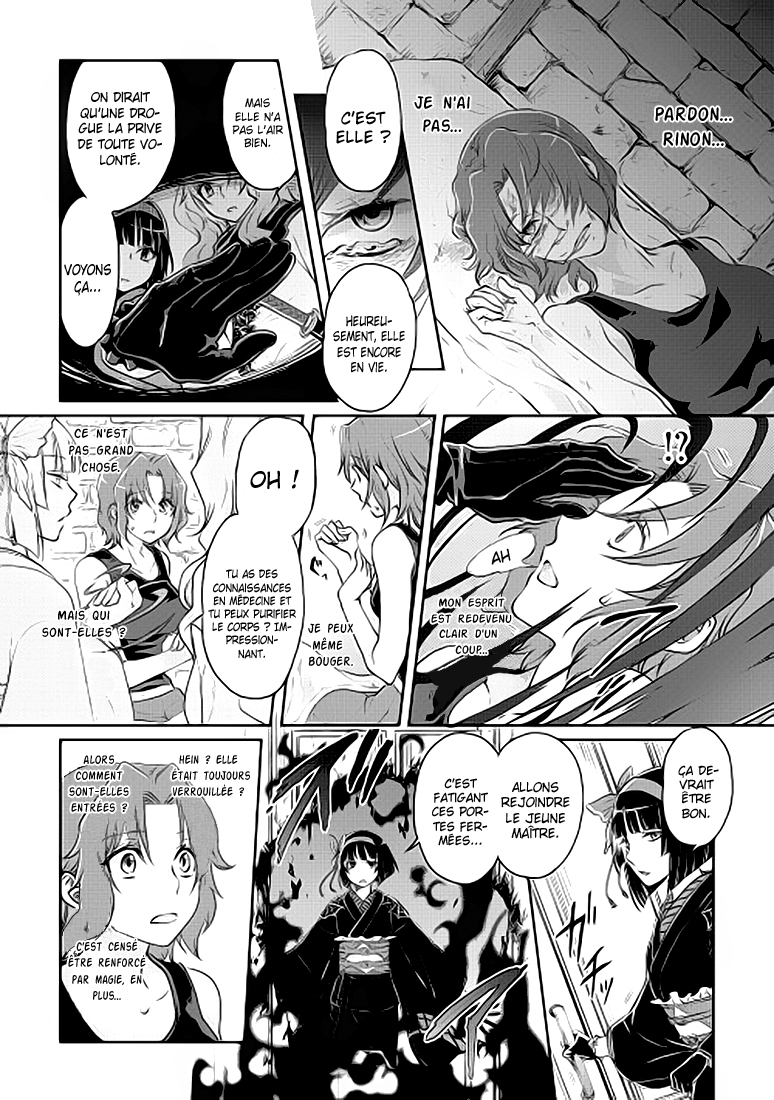 PARDON...
RINON...
JE N'AI
PAS...
C'EST
ELLE ?
HEUREU-
SEMENT, ELLE
EST ENCORE
EN VIE.
MAIS
ELLE N'A
PAS L'AIR
BIEN.
ON DIRAIT
QU'UNE DRO-
GUE LA PRIVE
DE TOUTE VO-
LONTÉ.
VOYONS
ÇA...
!?
AH
MON ESPRIT
EST REDEVENU
CLAIR D'UN
COUP...
JE PEUX
MÊME
BOUGER.
OH !
TU AS DES
CONNAISSANCES
EN MÉDECINE ET
TU PEUX PURIFIER
LE CORPS ? IM-
PRESSION-
NANT.
CE N'EST
PAS GRAND
CHOSE.
MAIS QUI
SONT-ELLES ?
ÇA DE-
VRAIT
ÊTRE
BON.
ガッ
ALLONS
REJOINDRE
LE JEUNE
MAÎTRE.
C'EST
FATIGANT
CES POR-
TES FER-
MÉES...
HEIN ? ELLE
ÉTAIT TOUJOURS
VERROUILLÉE ?
ALORS
COMMENT
SONT-ELLES
ENTRÉES ?
C'EST CENSÉ
ÊTRE RENFORCÉ
PAR MAGIE, EN
PLUS...